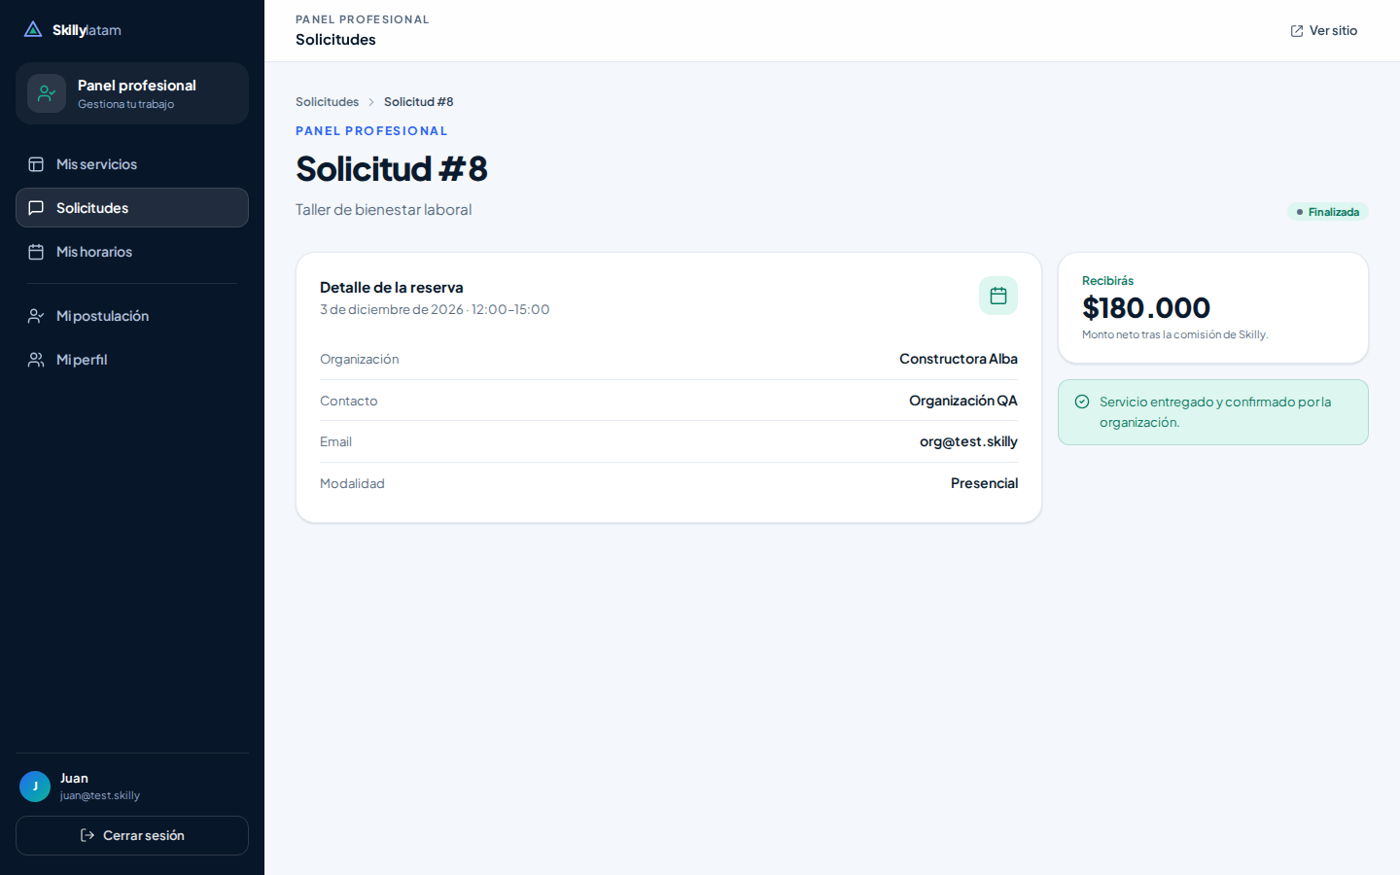 Skillylatam
Panel profesional
Gestiona tu trabajo
Mis servicios
Solicitudes
Mis horarios
Mi postulación
Mi perfil
J
Juan
juan@test.skilly
Cerrar sesión
PANEL PROFESIONAL
Solicitudes
Ver sitio
Solicitudes > Solicitud #8
PANEL PROFESIONAL
Solicitud #8
Taller de bienestar laboral
Finalizada
Detalle de la reserva
3 de diciembre de 2026 · 12:00–15:00
Organización Constructora Alba
Contacto Organización QA
Email org@test.skilly
Modalidad Presencial
Recibirás
$180.000
Monto neto tras la comisión de Skilly.
Servicio entregado y confirmado por la
organización.